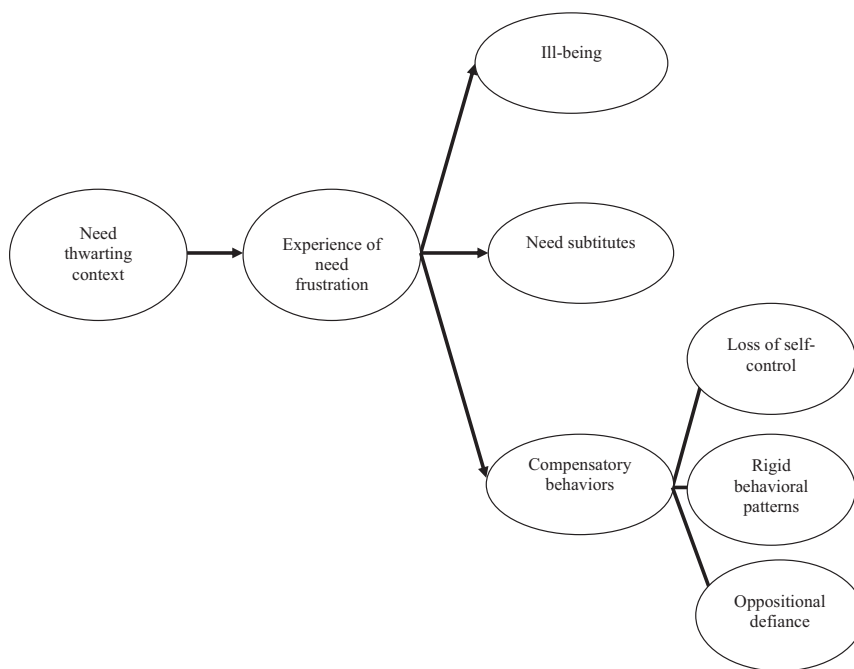 Ill-being
Need
thwarting
context
Experience of
need
frustration
Need subtitutes
Loss of self-
control
Compensatory
behaviors
Rigid
behavioral
patterns
Oppositional
defiance